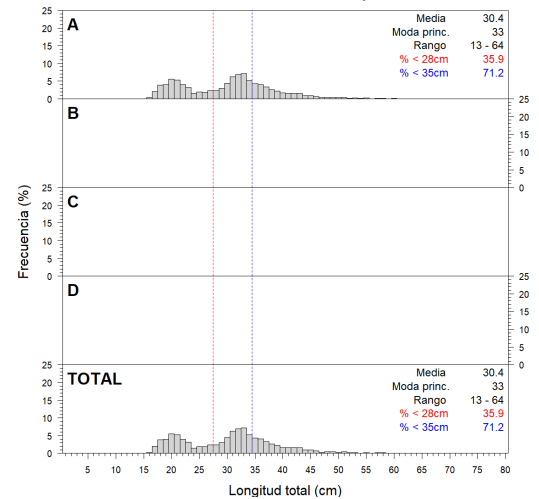 25
20
15
10
5
0
A
Media 30.4
Moda princ. 33
Rango 13 - 64
% < 28cm 35.9
% < 35cm 71.2
B
25
20
15
10
5
0
25
20
15
10
5
0
C
D
25
20
15
10
5
0
25
20
15
10
5
0
TOTAL
Media 30.4
Moda princ. 33
Rango 13 - 64
% < 28cm 35.9
% < 35cm 71.2
Frecuencia (%)
5 10 15 20 25 30 35 40 45 50 55 60 65 70 75 80
Longitud total (cm)